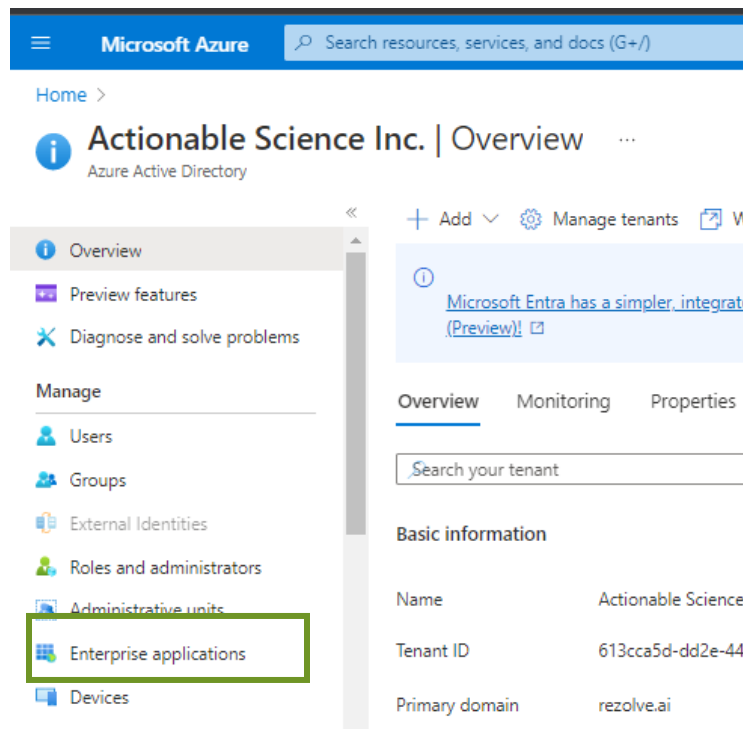 Microsoft Azure
Search resources, services, and docs (G+/)
Home >
Actionable Science Inc. | Overview ...
Azure Active Directory
«
Overview
Preview features
Diagnose and solve problems
Manage
Users
Groups
External Identities
Roles and administrators
Administrative units
Enterprise applications
Devices
+ Add Manage tenants W
Microsoft Entra has a simpler, integrate
(Preview)!
Overview Monitoring Properties
Search your tenant
Basic information
Name Actionable Science
Tenant ID 613cca5d-dd2e-44
Primary domain rezolve.ai